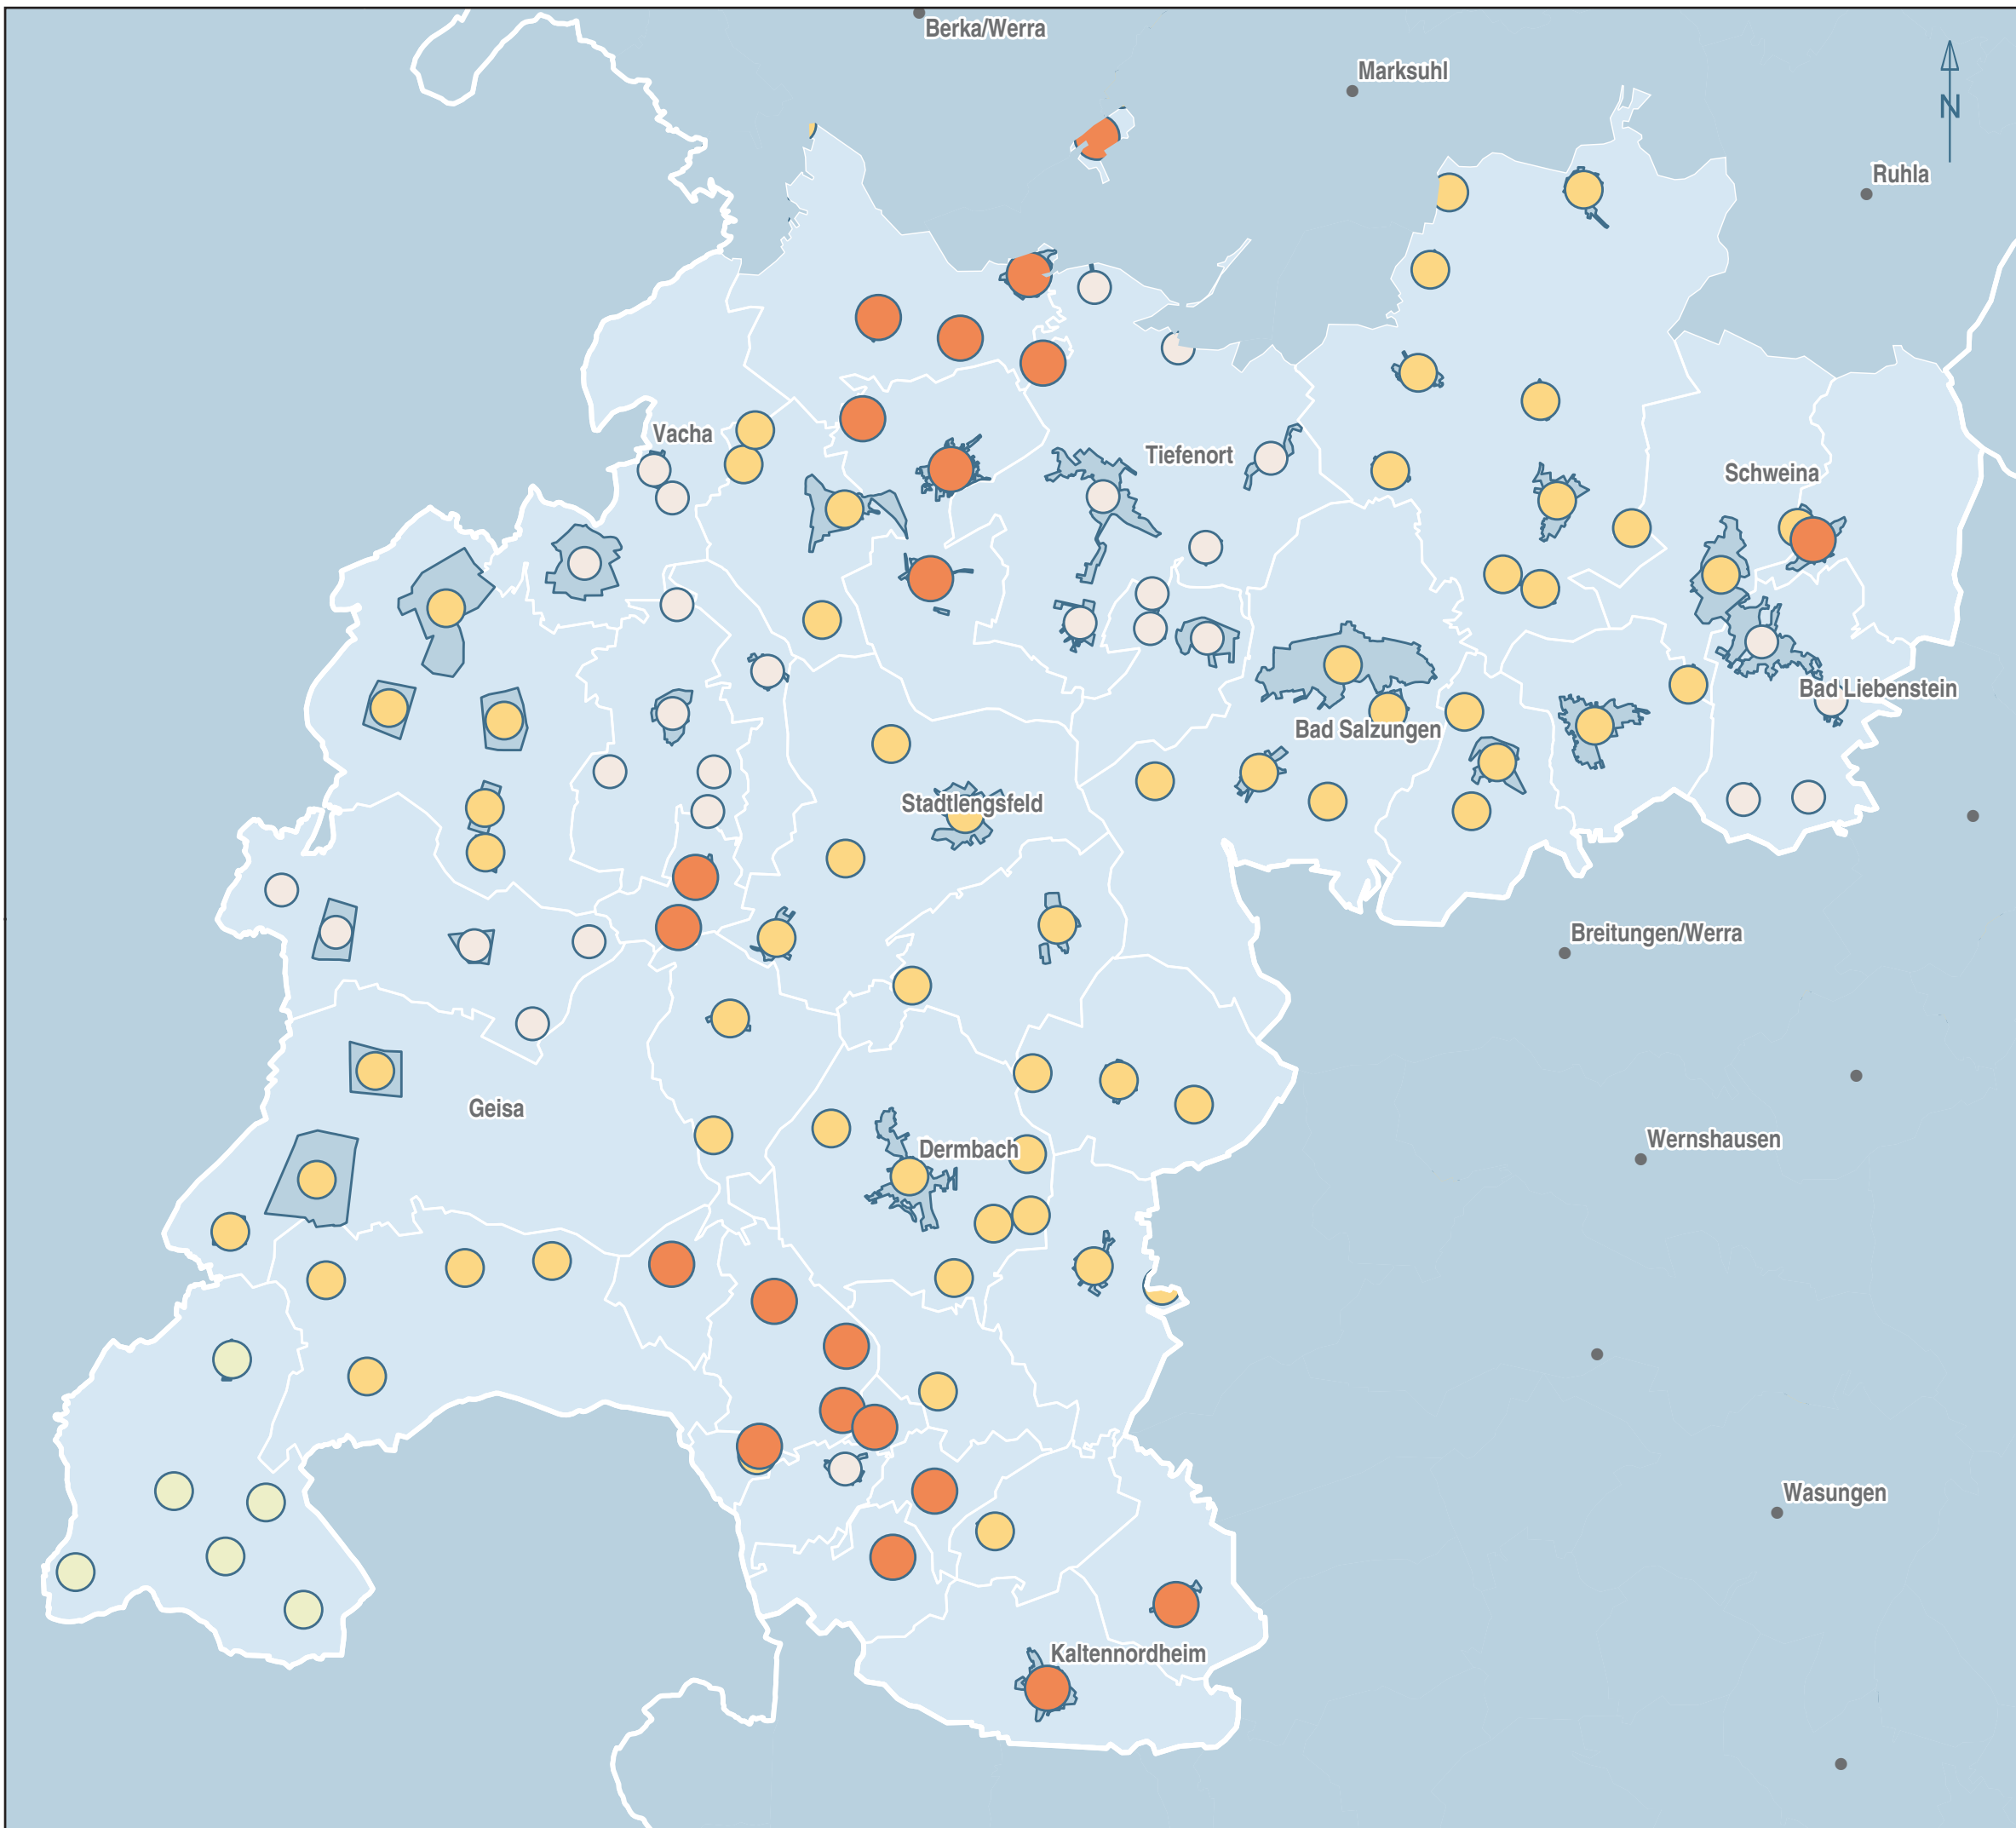 Berka/Werra
Marksuhl
N
Ruhla
Vacha
Tiefenort
Schweina
Bad Liebenstein
Bad Salzungen
Stadtlengsfeld
Breitungen/Werra
Geisa
Dermbach
Wernshausen
Wasungen
Kaltennordheim